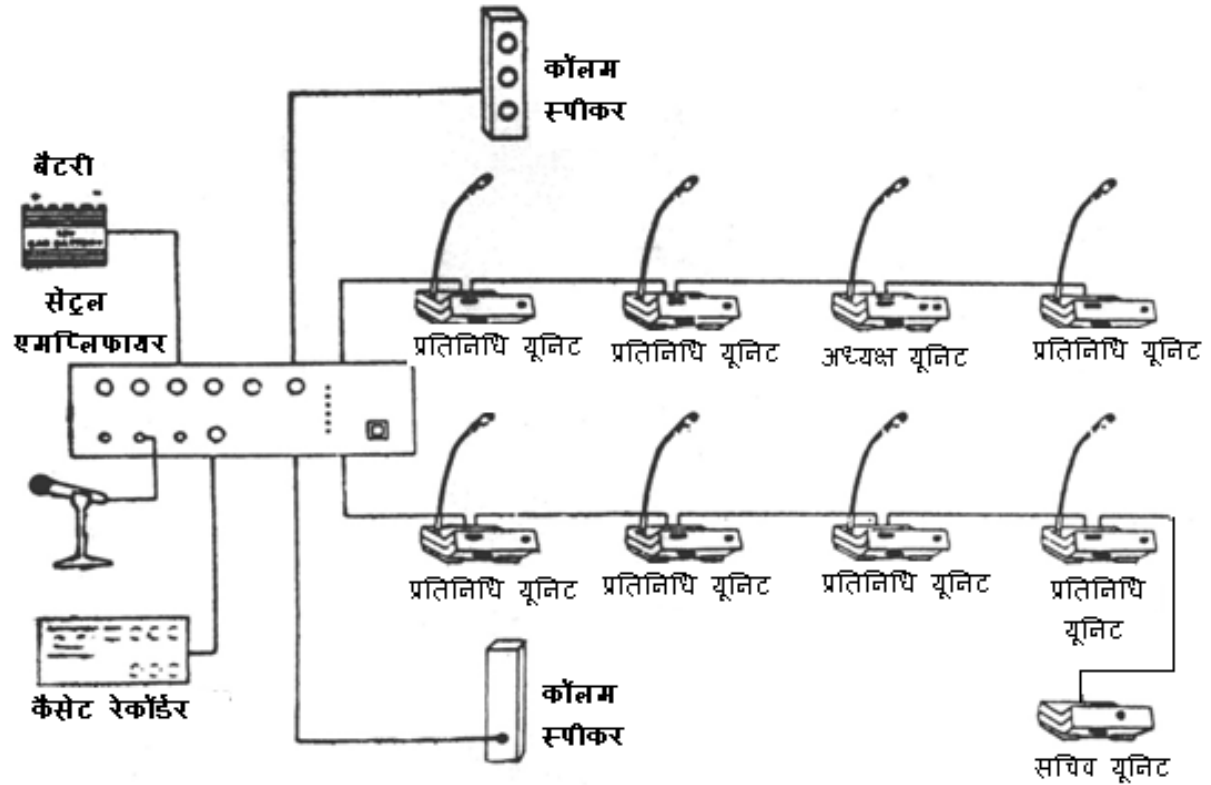 कॉलम
स्पीकर
बैटरी
सेंट्रल
एमप्लिफायर
प्रतिनिधि यूनिट
प्रतिनिधि यूनिट
अध्यक्ष यूनिट
प्रतिनिधि यूनिट
प्रतिनिधि यूनिट
प्रतिनिधि यूनिट
प्रतिनिधि यूनिट
प्रतिनिधि
यूनिट
कैसेट रेकॉर्डर
कॉलम
स्पीकर
सचिव यूनिट